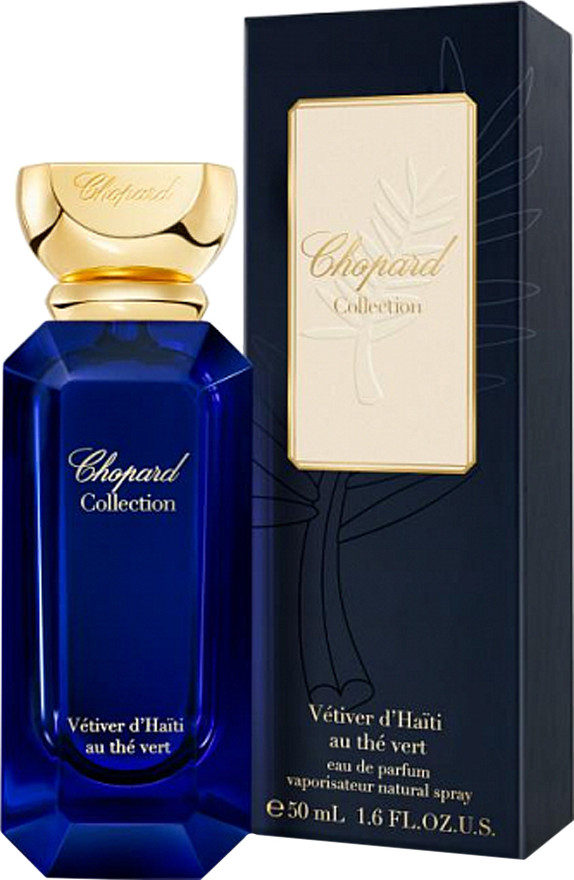 Chopard
Chopard
Collection
Vétiver d'Haïti
au thé vert
Chopard
Collection
Vétiver d'Haïti
au thé vert
eau de parfum
vaporisateur natural spray
℮50 mL 1.6 FL.OZ.U.S.